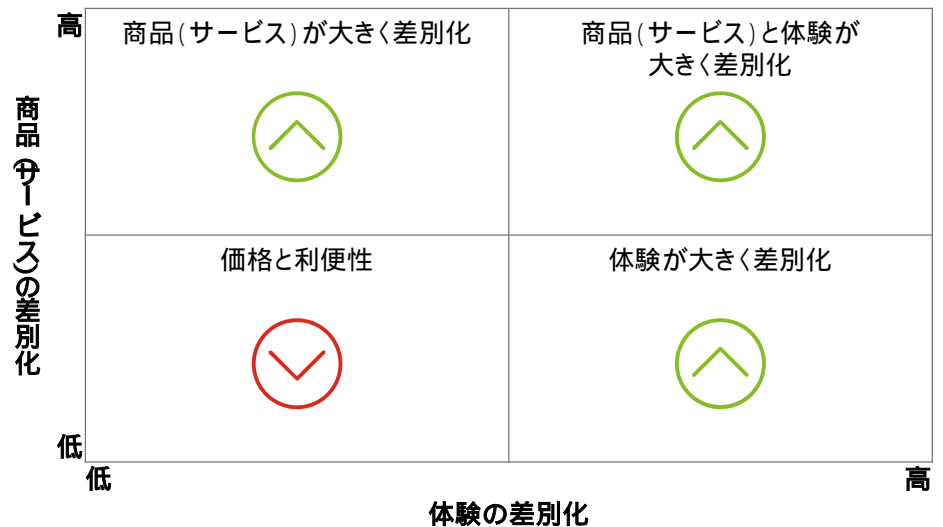 高
商品(サービス)が大きく差別化
商品(サービス)と体験が
大きく差別化
商品(サービス)の差別化
価格と利便性
体験が大きく差別化
低
低
高
体験の差別化